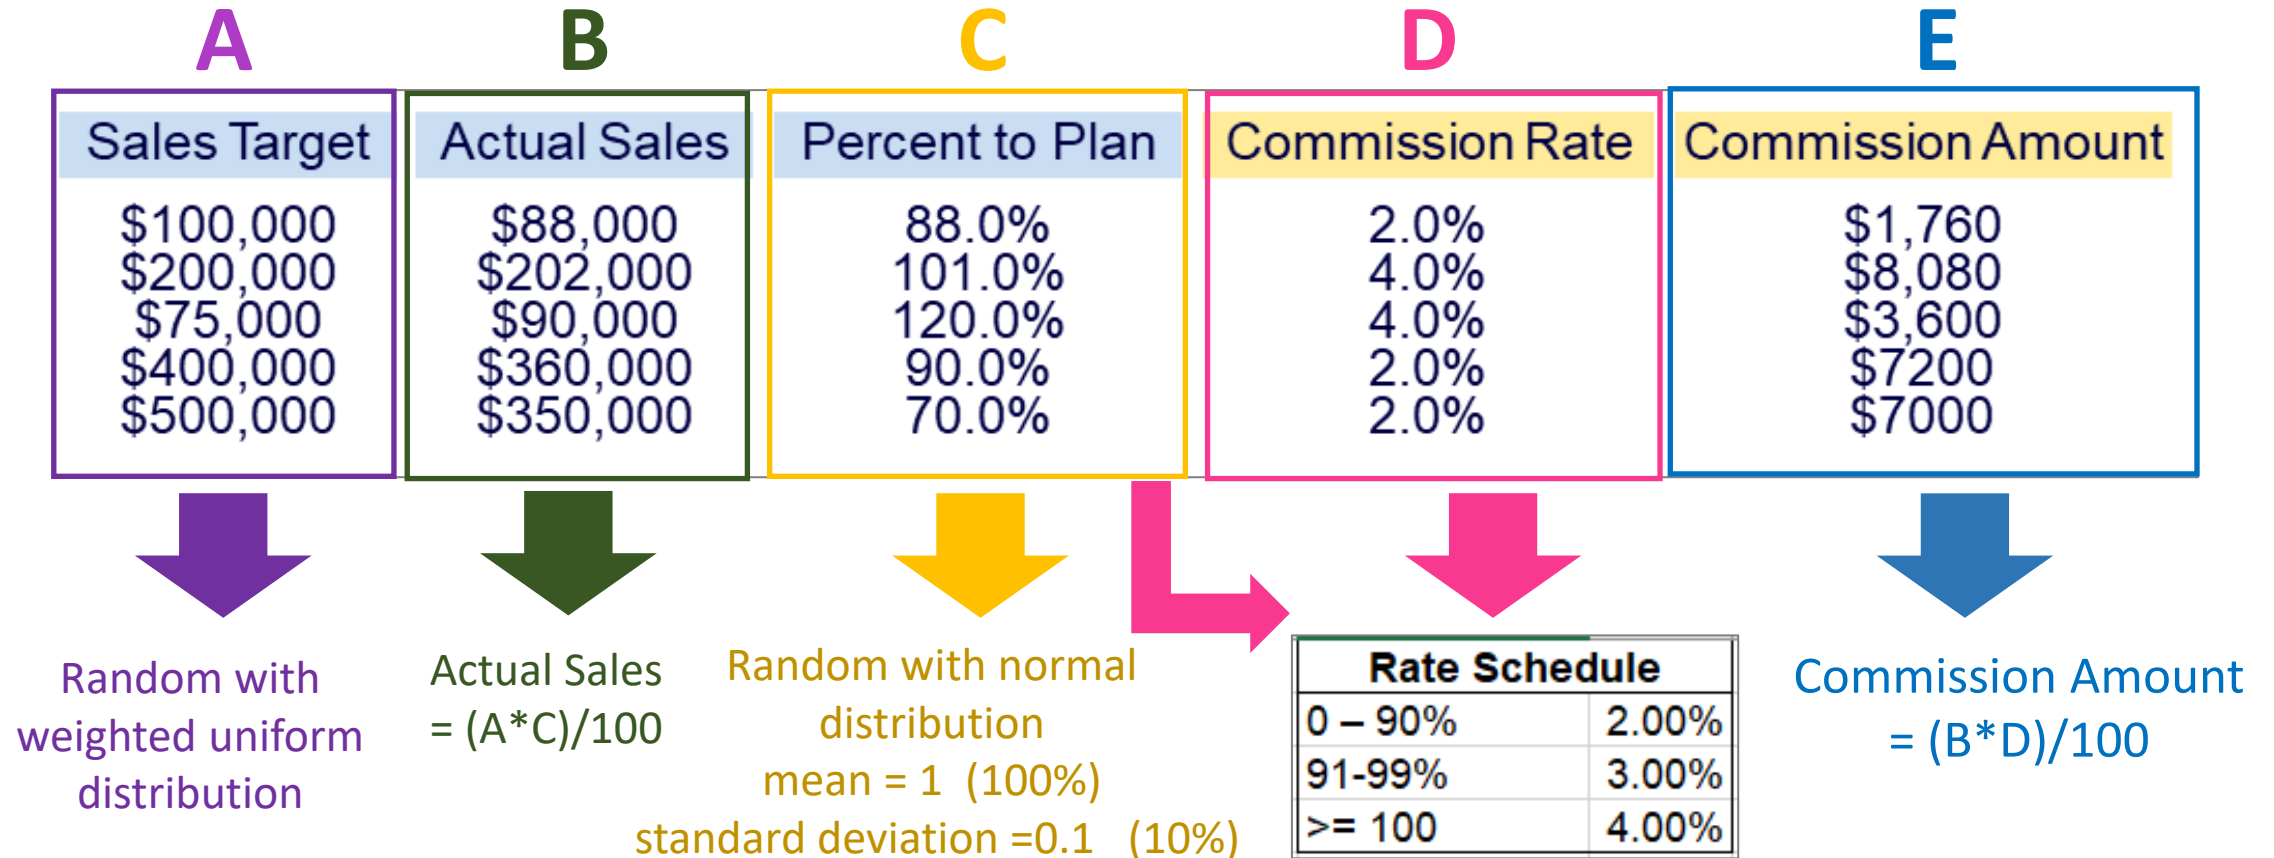 A B C D E
Sales Target Actual Sales Percent to Plan Commission Rate Commission Amount
$100,000 $88,000 88.0% 2.0% $1,760
$200,000 $202,000 101.0% 4.0% $8,080
$75,000 $90,000 120.0% 4.0% $3,600
$400,000 $360,000 90.0% 2.0% $7200
$500,000 $350,000 70.0% 2.0% $7000
Random with
weighted uniform
distribution
Actual Sales
= (A*C)/100
Random with normal
distribution
mean = 1 (100%)
standard deviation =0.1 (10%)
Rate Schedule
0 – 90% 2.00%
91-99% 3.00%
>= 100 4.00%
Commission Amount
= (B*D)/100